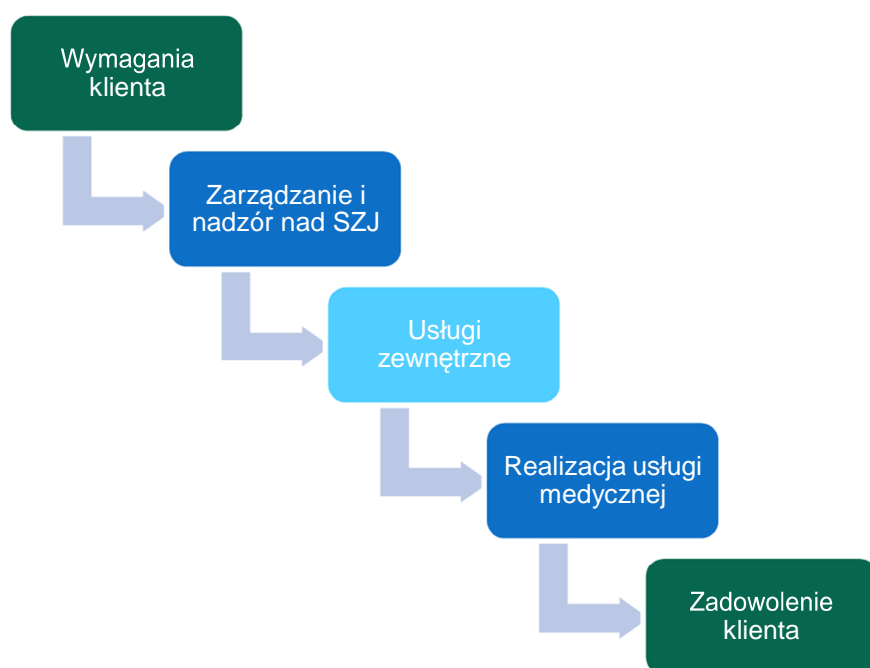 Wymagania
klienta
Zarządzanie i
nadzór nad SZJ
Usługi
zewnętrzne
Realizacja usługi
medycznej
Zadowolenie
klienta